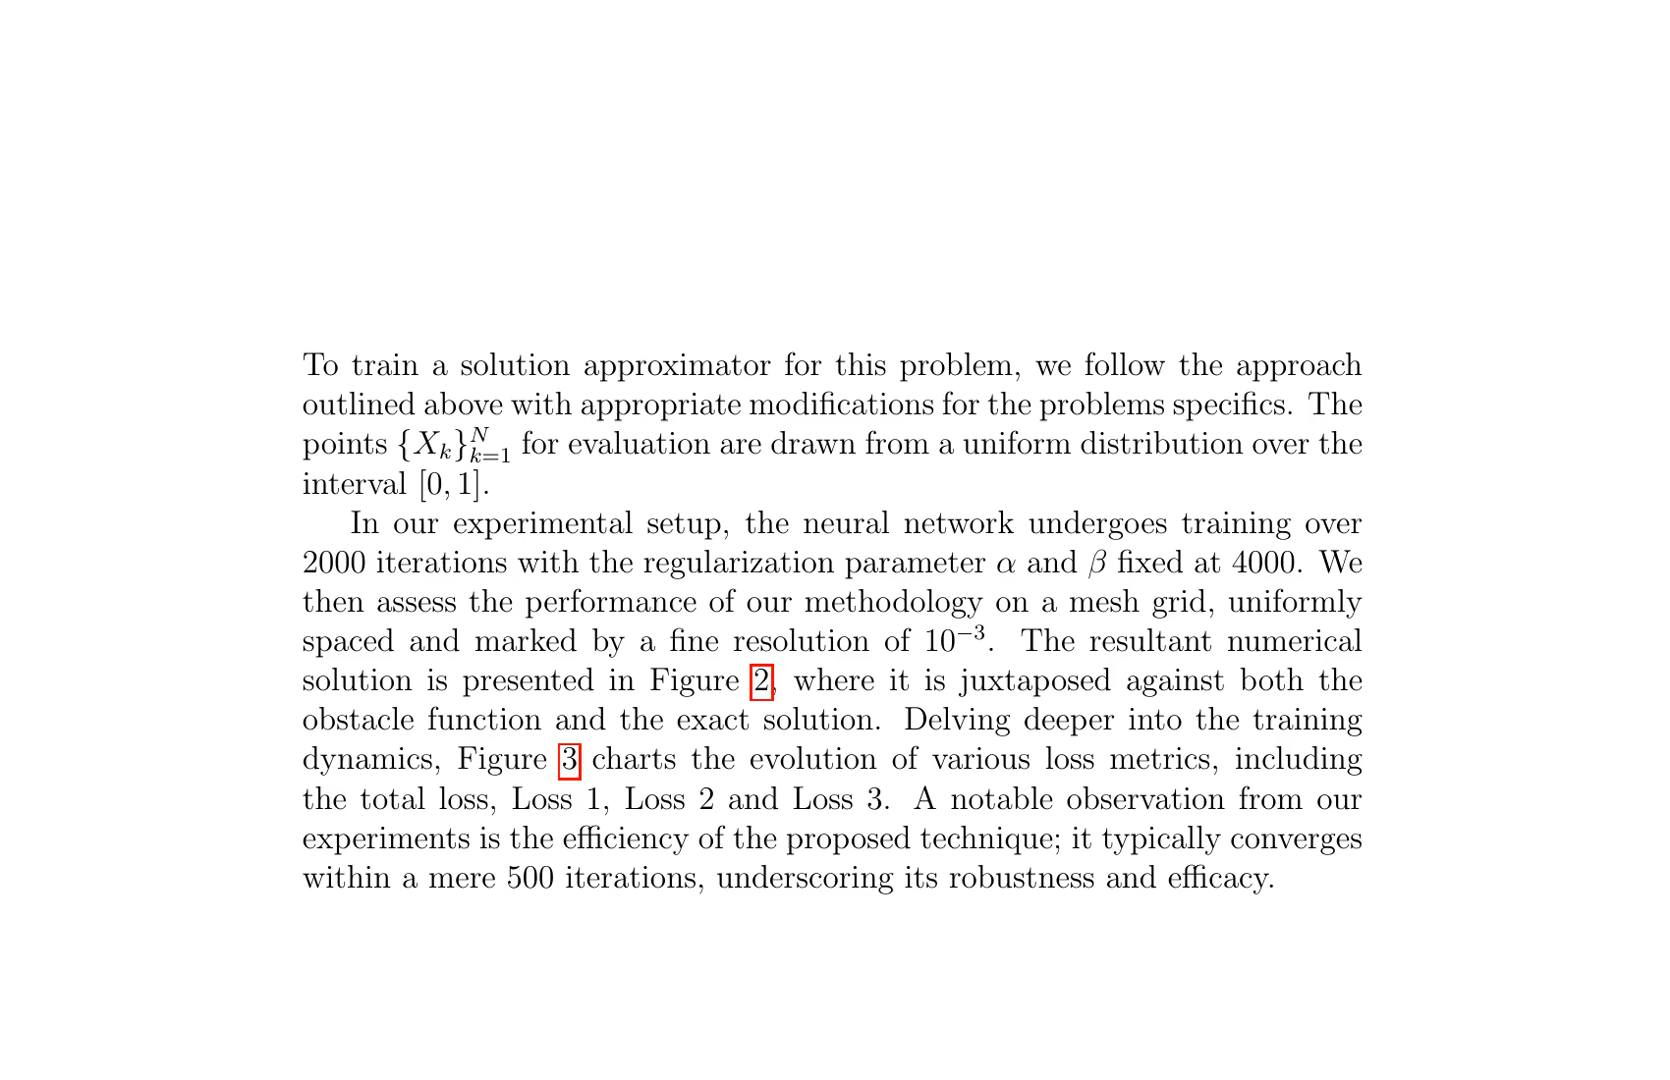 To train a solution approximator for this problem, we follow the approach
outlined above with appropriate modifications for the problems specifics. The
points $\{X_k\}_{k=1}^N$ for evaluation are drawn from a uniform distribution over the
interval $[0, 1]$.
In our experimental setup, the neural network undergoes training over
2000 iterations with the regularization parameter $\alpha$ and $\beta$ fixed at 4000. We
then assess the performance of our methodology on a mesh grid, uniformly
spaced and marked by a fine resolution of $10^{-3}$. The resultant numerical
solution is presented in Figure 2, where it is juxtaposed against both the
obstacle function and the exact solution. Delving deeper into the training
dynamics, Figure 3 charts the evolution of various loss metrics, including
the total loss, Loss 1, Loss 2 and Loss 3. A notable observation from our
experiments is the efficiency of the proposed technique; it typically converges
within a mere 500 iterations, underscoring its robustness and efficacy.